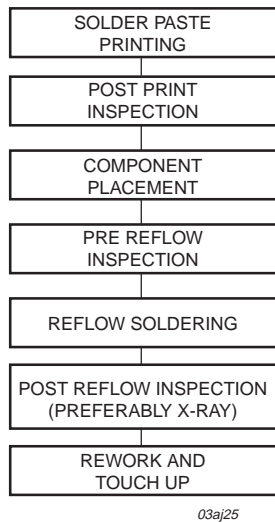 SOLDER PASTE
PRINTING
POST PRINT
INSPECTION
COMPONENT
PLACEMENT
PRE REFLOW
INSPECTION
REFLOW SOLDERING
POST REFLOW INSPECTION
(PREFERABLY X-RAY)
REWORK AND
TOUCH UP
03aj25